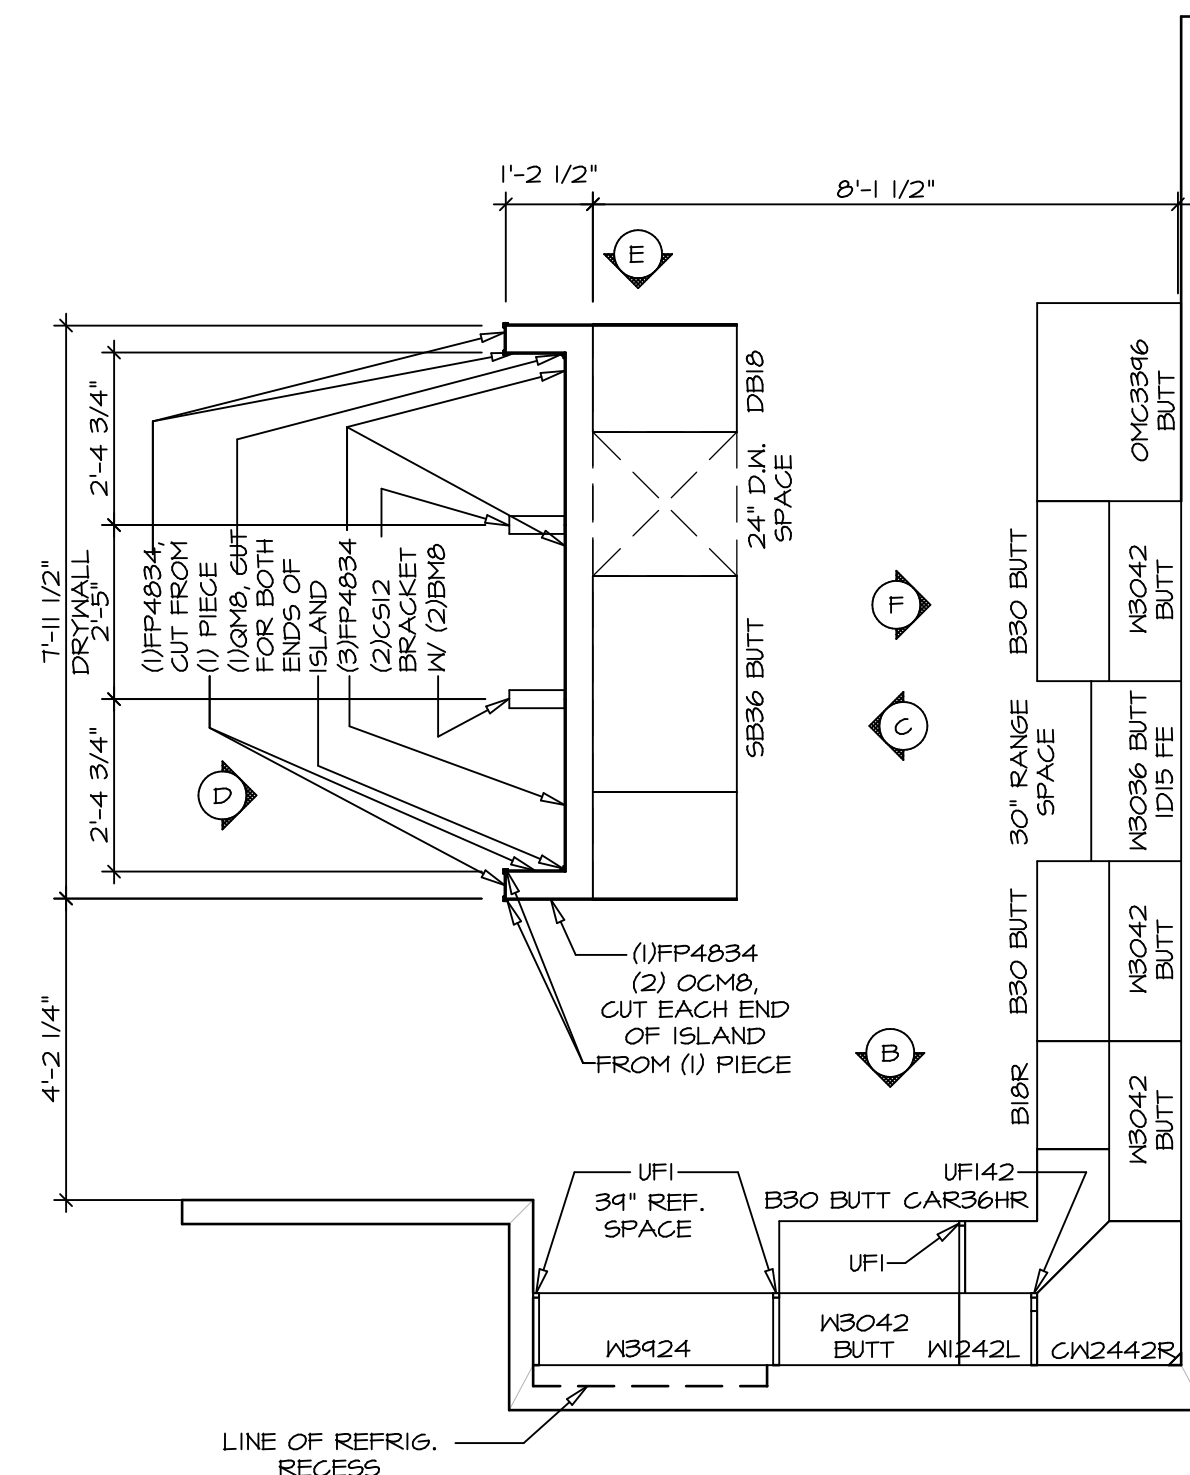 1'-2 1/2"
8'-1 1/2"
E
7'-11 1/2"
DRYWALL
2'-4 3/4"
2'-5"
2'-4 3/4"
4'-2 1/4"
(1)FP4834,
CUT FROM
(1) PIECE
(1)QM8, CUT
FOR BOTH
ENDS OF
ISLAND
(3)FP4834
(2)CS12
BRACKET
W/ (2)BM8
D
DB18
24" D.W.
SPACE
SB36 BUTT
F
C
B
OMC3396
BUTT
B30 BUTT
W3042
BUTT
30" RANGE
SPACE
W3036 BUTT
1D15 FE
B30 BUTT
W3042
BUTT
B18R
W3042
BUTT
(1)FP4834
(2) OCM8,
CUT EACH END
OF ISLAND
FROM (1) PIECE
UF1
39" REF.
SPACE
UF142
B30 BUTT CAR36HR
UF1
W3924
W3042
BUTT
W1242L
CW2442R
LINE OF REFRIG.
RECESS